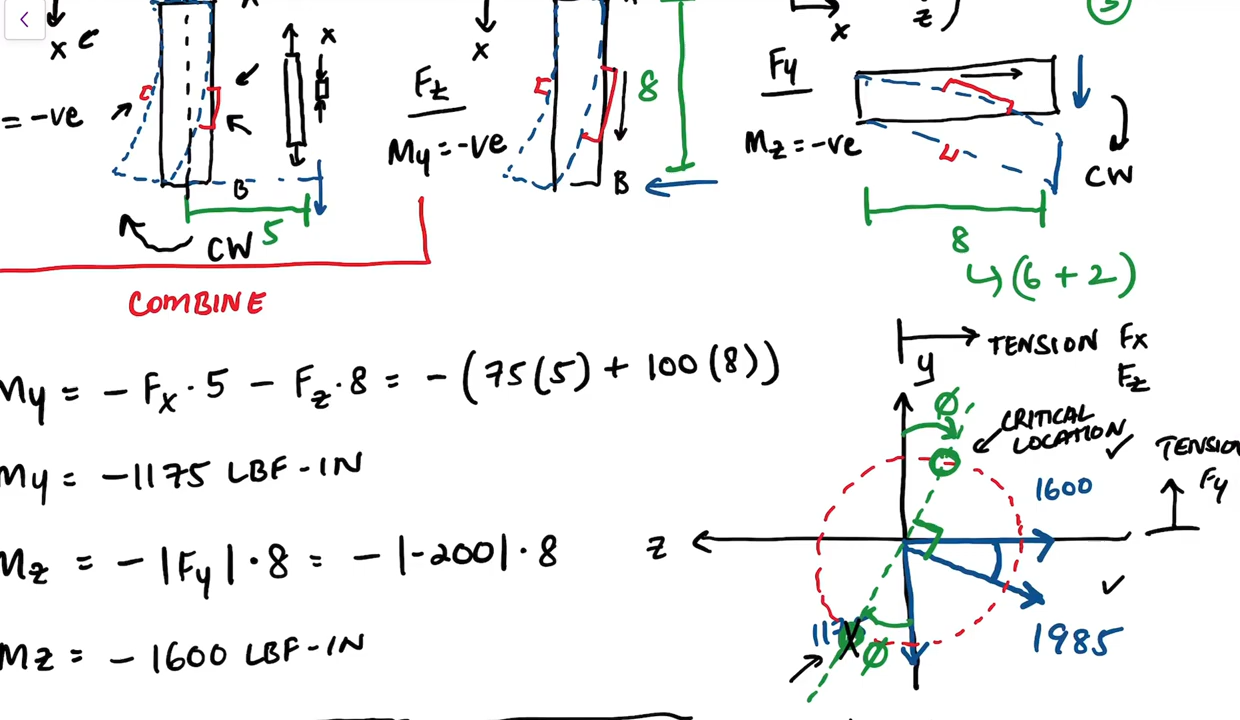 x
x
x
x
z)
3
= -ve
Fz
My = -ve
8
Fy
Mz = -ve
B
B
5
CW
CW
8
↳ (6 + 2)
COMBINE
My = - Fx · 5 - Fz · 8 = - (75(5) + 100(8))
My = -1175 LBF-IN
Mz = - |Fy| · 8 = - |-200| · 8
Mz = - 1600 LBF-IN
TENSION Fx
Fz
y
Ø
CRITICAL
LOCATION
TENSION
Fy
1600
z
1985
Ø